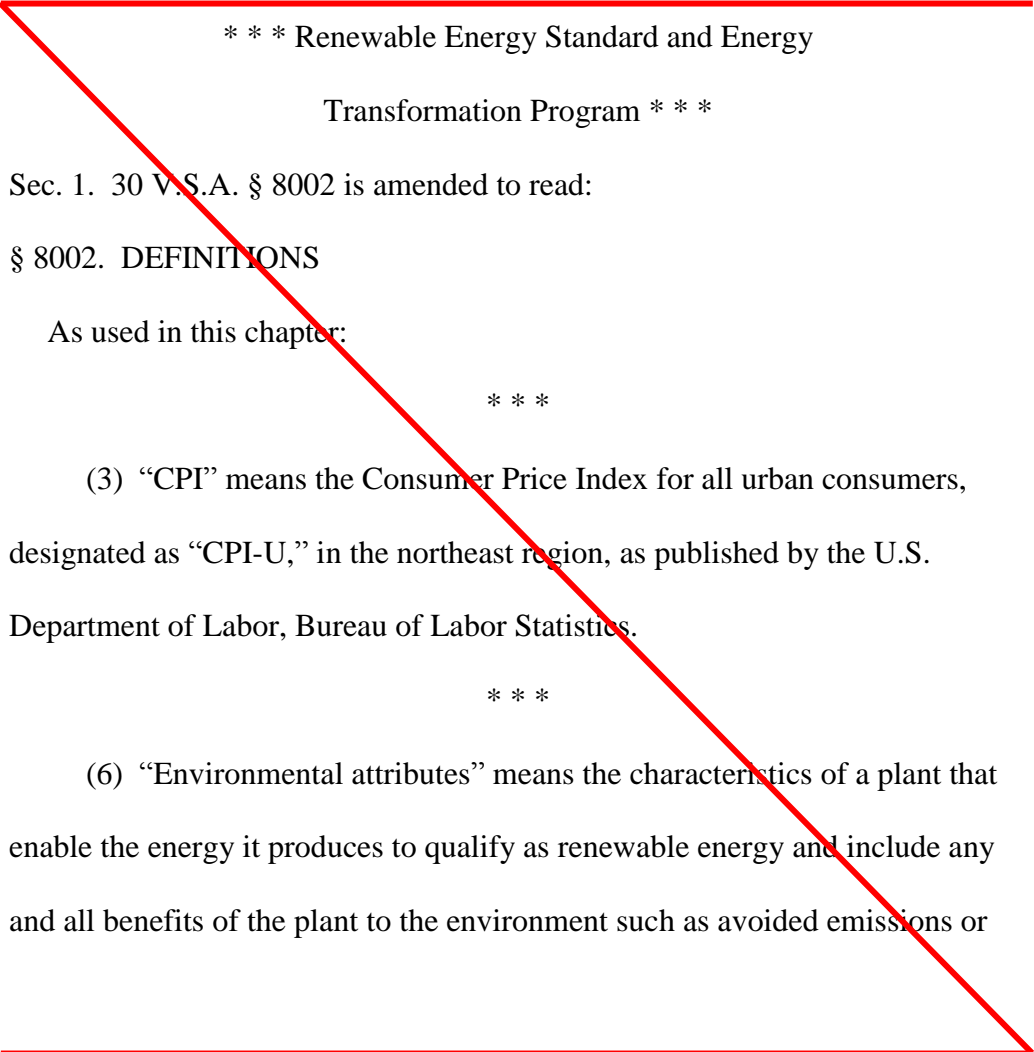 * * * Renewable Energy Standard and Energy
Transformation Program * * *
Sec. 1.  30 V.S.A. § 8002 is amended to read:
§ 8002.  DEFINITIONS
As used in this chapter:
* * *
(3)  “CPI” means the Consumer Price Index for all urban consumers,
designated as “CPI-U,” in the northeast region, as published by the U.S.
Department of Labor, Bureau of Labor Statistics.
* * *
(6)  “Environmental attributes” means the characteristics of a plant that
enable the energy it produces to qualify as renewable energy and include any
and all benefits of the plant to the environment such as avoided emissions or